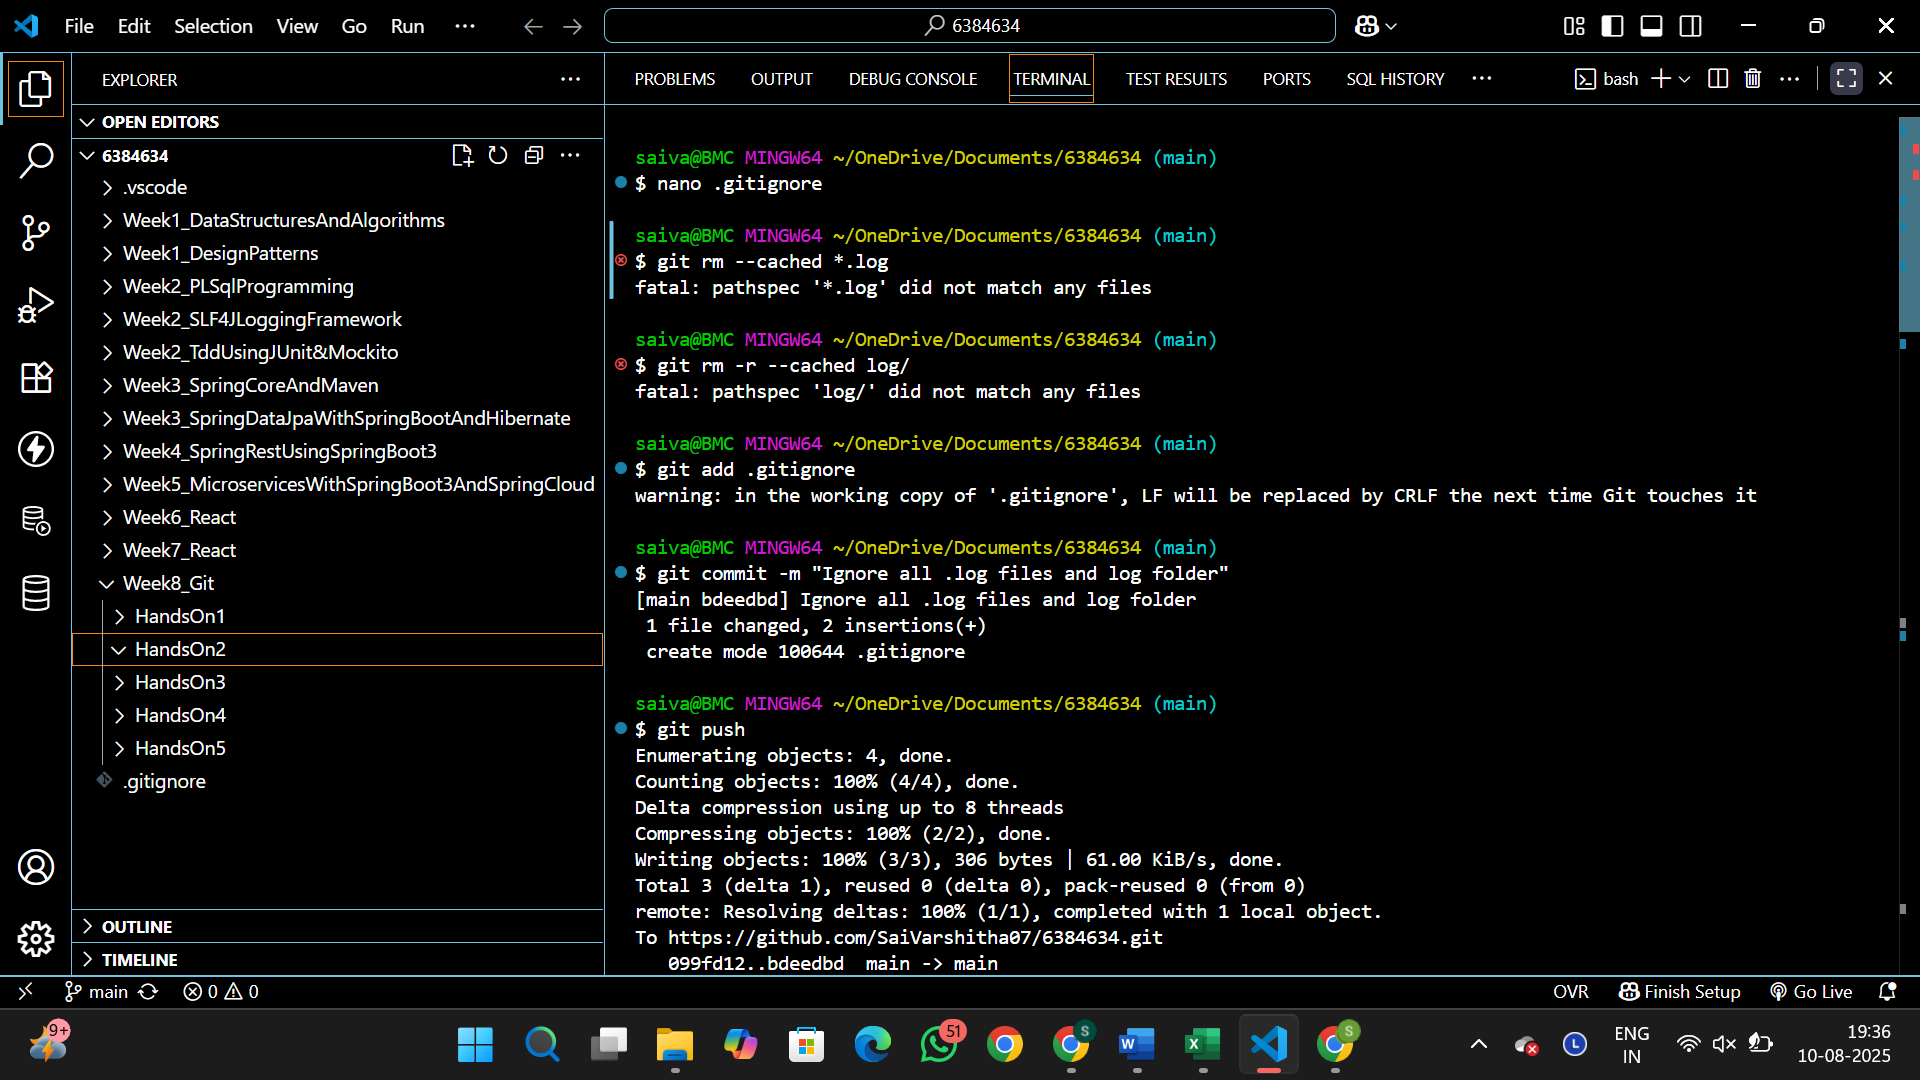 File Edit Selection View Go Run ···
6384634
EXPLORER
OPEN EDITORS
6384634
.vscode
Week1_DataStructuresAndAlgorithms
Week1_DesignPatterns
Week2_PLSqlProgramming
Week2_SLF4JLoggingFramework
Week2_TddUsingJUnit&Mockito
Week3_SpringCoreAndMaven
Week3_SpringDataJpaWithSpringBootAndHibernate
Week4_SpringRestUsingSpringBoot3
Week5_MicroservicesWithSpringBoot3AndSpringCloud
Week6_React
Week7_React
Week8_Git
HandsOn1
HandsOn2
HandsOn3
HandsOn4
HandsOn5
.gitignore
OUTLINE
TIMELINE
PROBLEMS OUTPUT DEBUG CONSOLE TERMINAL TEST RESULTS PORTS SQL HISTORY ··· bash
saiva@BMC MINGW64 ~/OneDrive/Documents/6384634 (main)
$ nano .gitignore
saiva@BMC MINGW64 ~/OneDrive/Documents/6384634 (main)
$ git rm --cached *.log
fatal: pathspec '*.log' did not match any files
saiva@BMC MINGW64 ~/OneDrive/Documents/6384634 (main)
$ git rm -r --cached log/
fatal: pathspec 'log/' did not match any files
saiva@BMC MINGW64 ~/OneDrive/Documents/6384634 (main)
$ git add .gitignore
warning: in the working copy of '.gitignore', LF will be replaced by CRLF the next time Git touches it
saiva@BMC MINGW64 ~/OneDrive/Documents/6384634 (main)
$ git commit -m "Ignore all .log files and log folder"
[main bdeedbd] Ignore all .log files and log folder
1 file changed, 2 insertions(+)
create mode 100644 .gitignore
saiva@BMC MINGW64 ~/OneDrive/Documents/6384634 (main)
$ git push
Enumerating objects: 4, done.
Counting objects: 100% (4/4), done.
Delta compression using up to 8 threads
Compressing objects: 100% (2/2), done.
Writing objects: 100% (3/3), 306 bytes | 61.00 KiB/s, done.
Total 3 (delta 1), reused 0 (delta 0), pack-reused 0 (from 0)
remote: Resolving deltas: 100% (1/1), completed with 1 local object.
To https://github.com/SaiVarshitha07/6384634.git
099fd12..bdeedbd main -> main
main 0 0 OVR Finish Setup Go Live
9+ 51 S W X S L ENG IN 19:36
10-08-2025